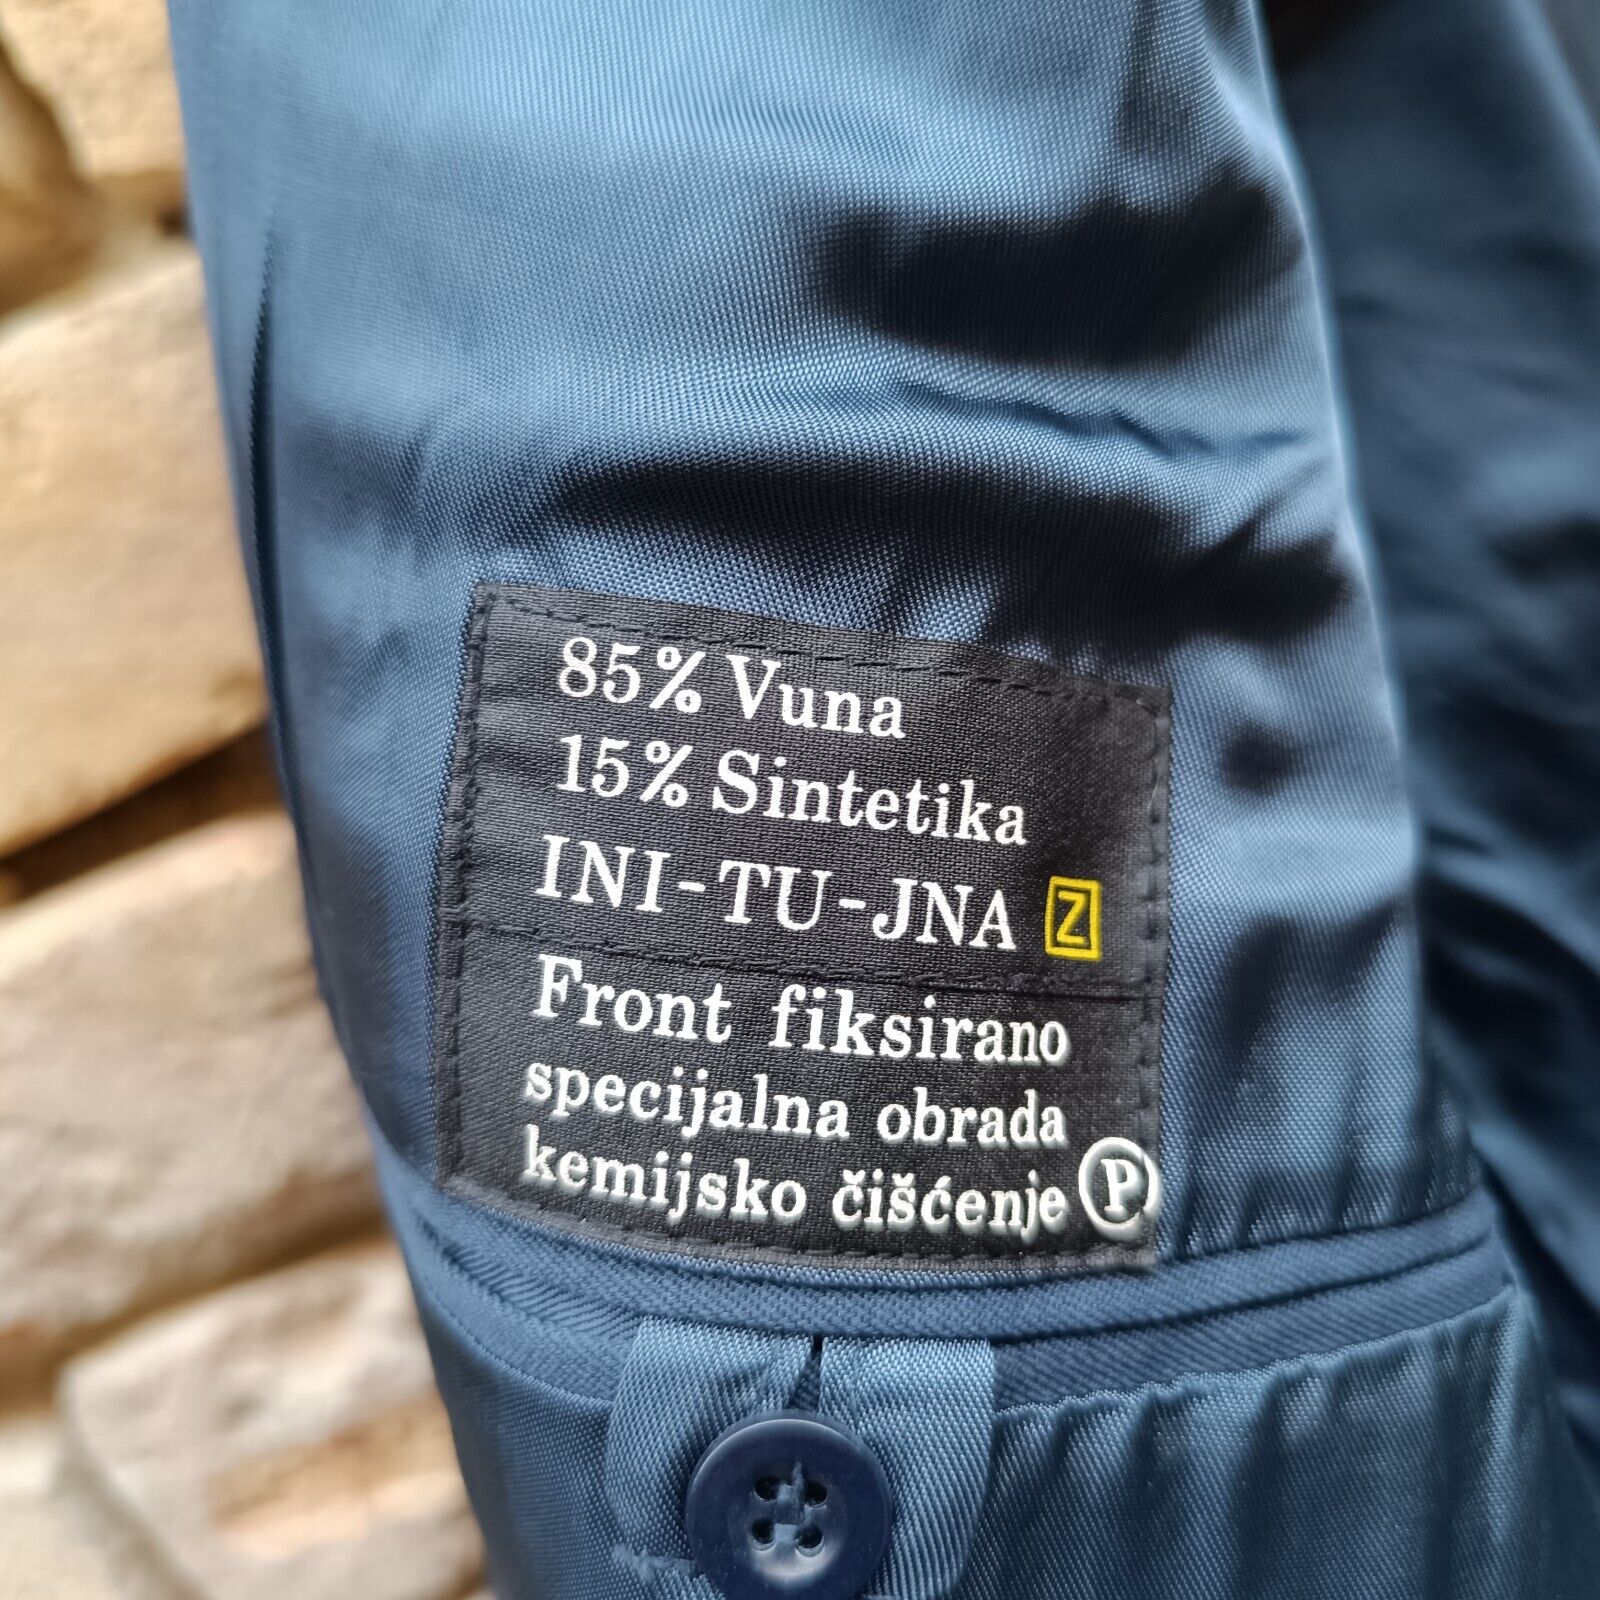 85% Vuna
15% Sintetika
INI-TU-JNA Z
Front fiksirano
specijalna obrada
kemijsko čišćenje P